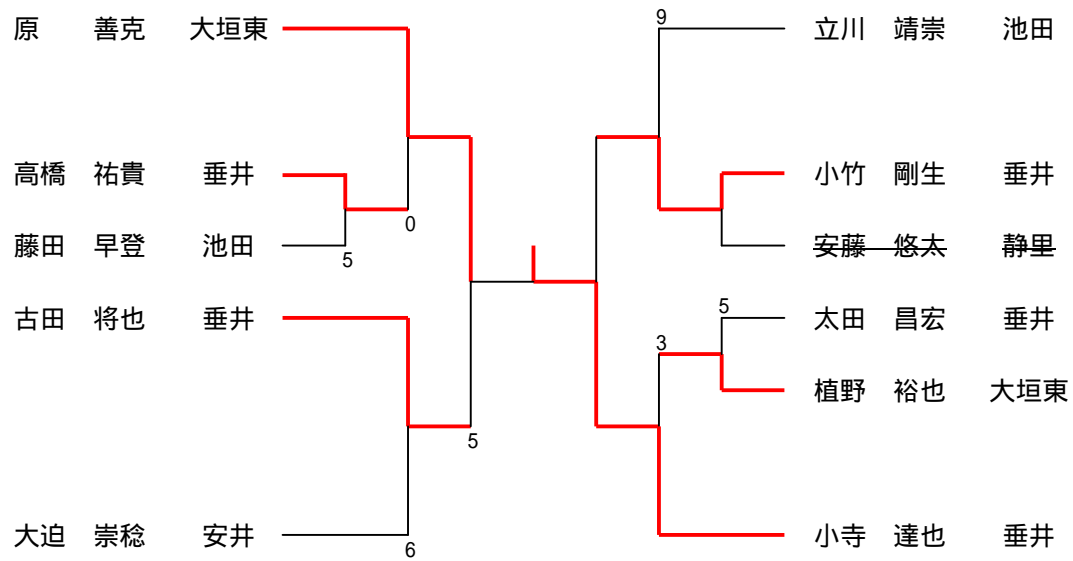 原 善克 大垣東
高橋 祐貴 垂井
藤田 早登 池田
古田 将也 垂井
大迫 崇稔 安井
0
5
5
6
9
立川 靖崇 池田
小竹 剛生 垂井
安藤 悠太 静里
5
太田 昌宏 垂井
3
植野 裕也 大垣東
小寺 達也 垂井